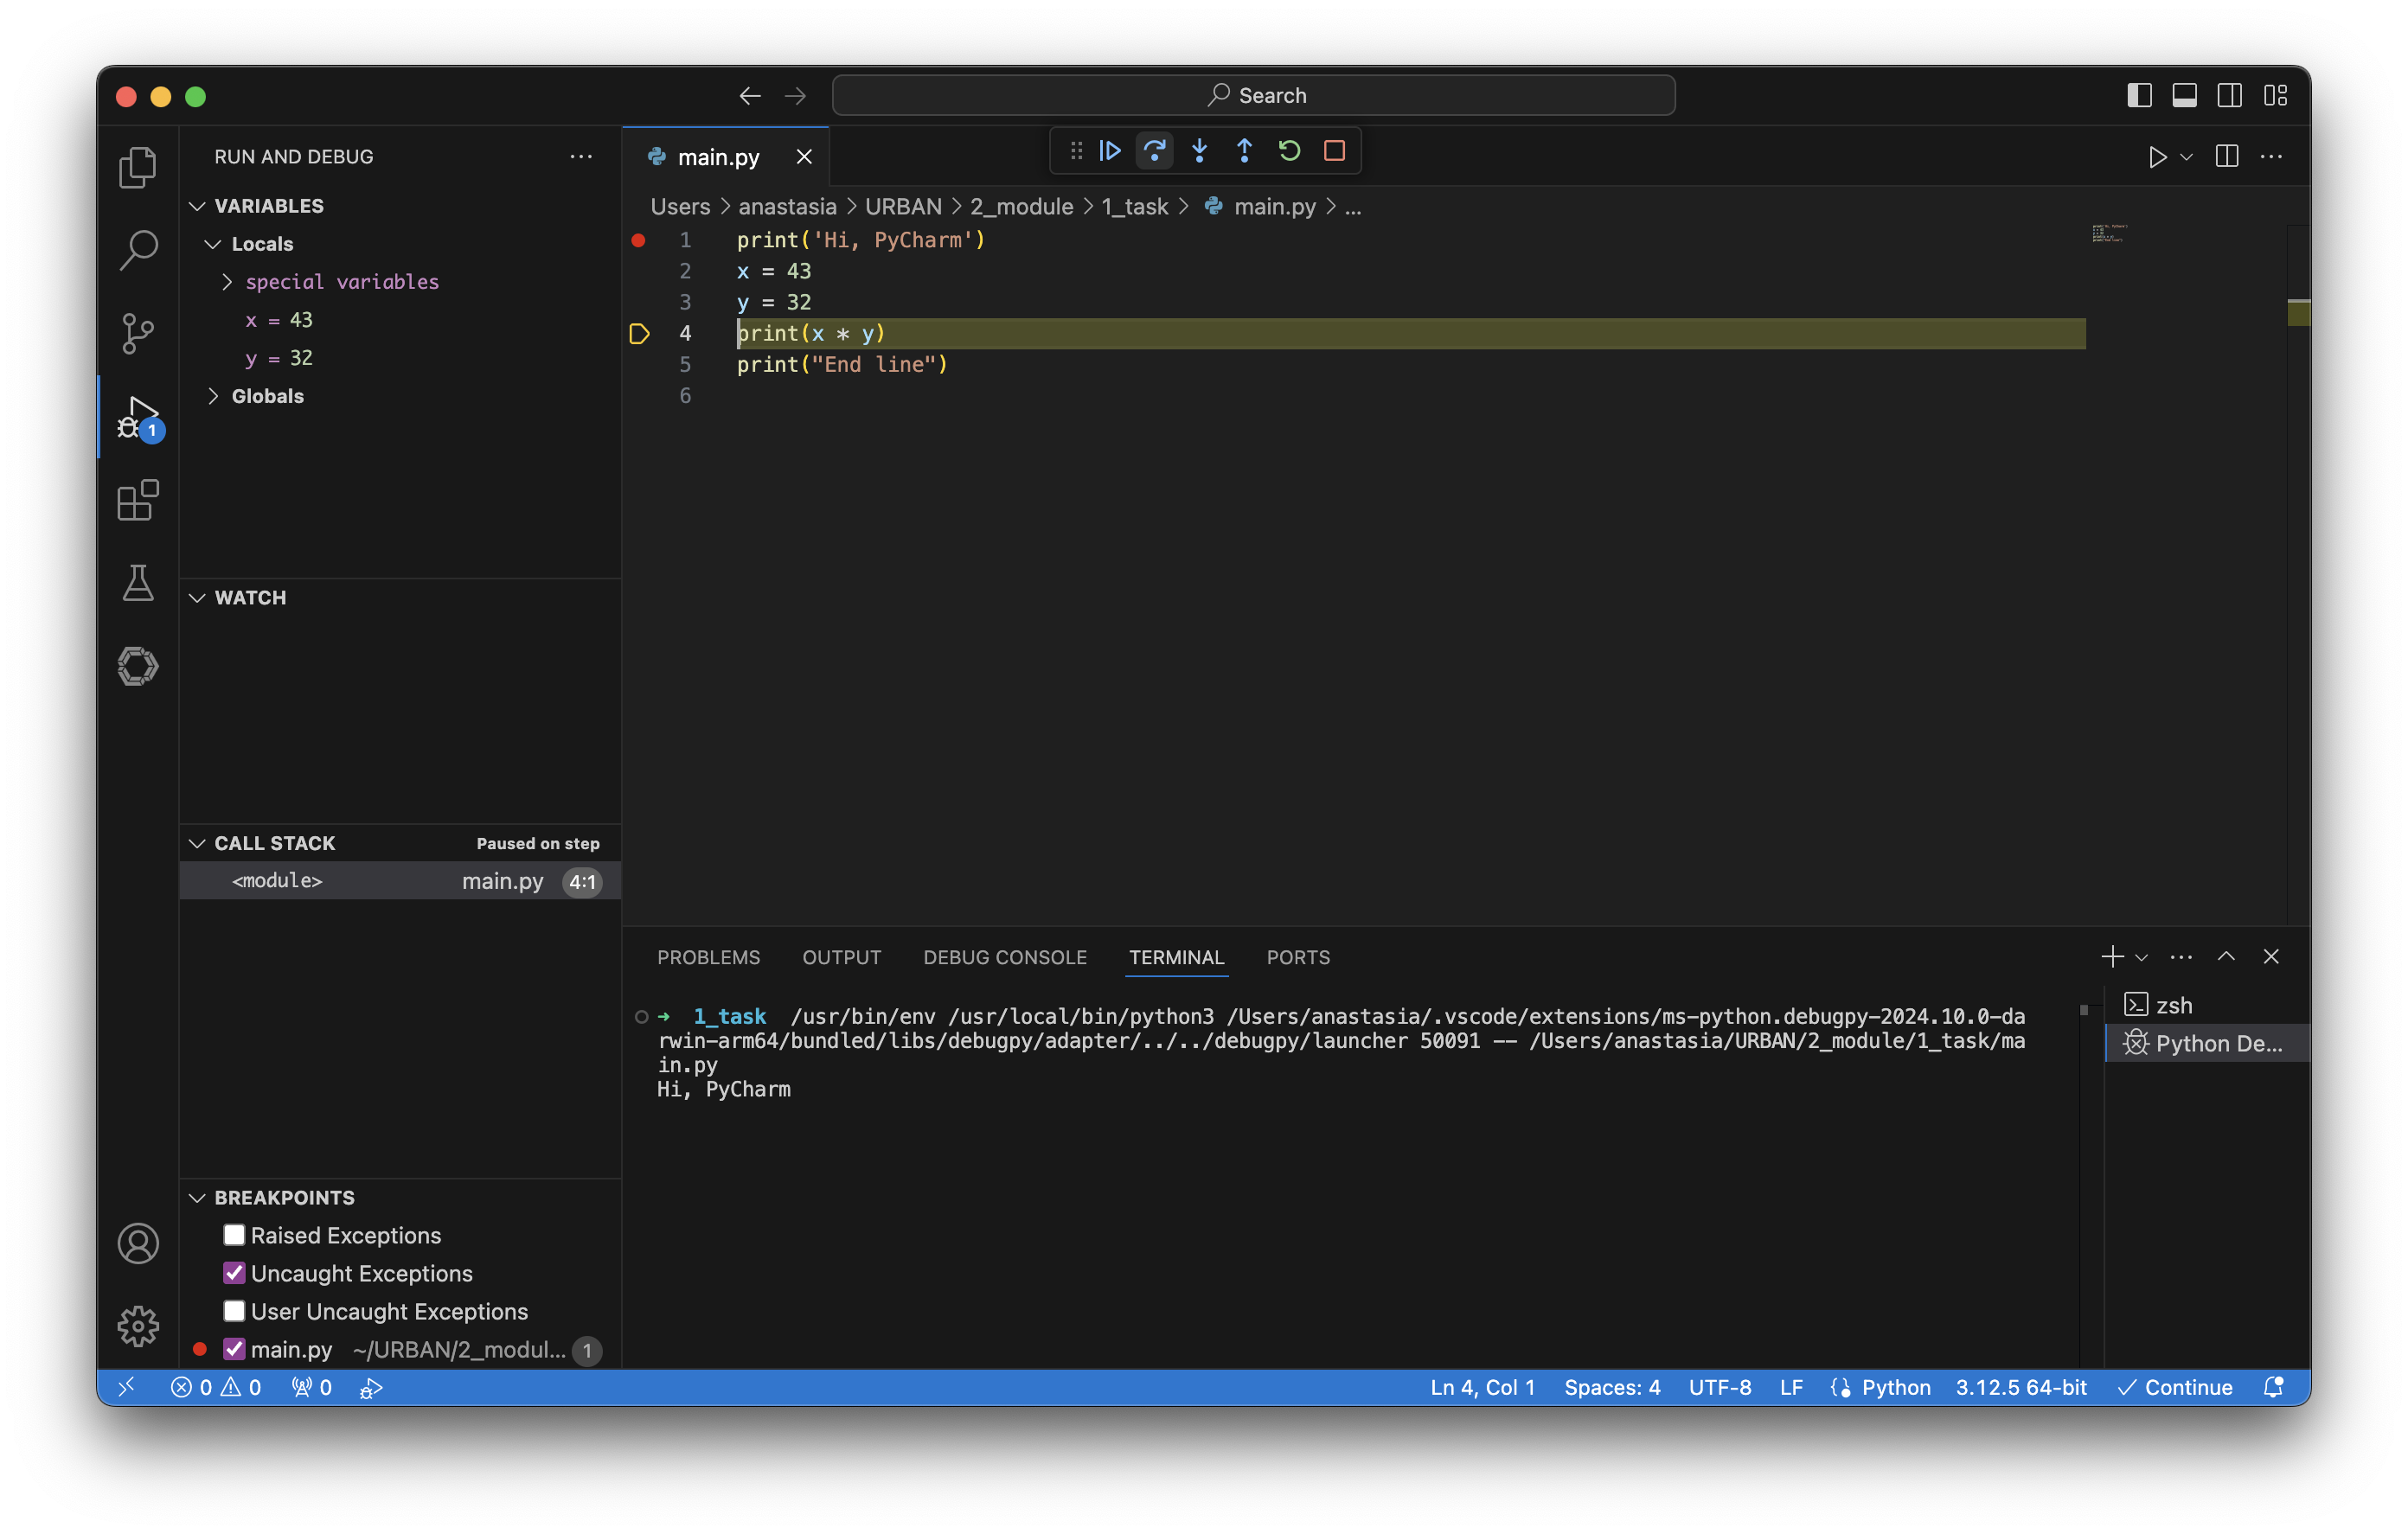 Search
RUN AND DEBUG
VARIABLES
Locals
special variables
x = 43
y = 32
Globals
WATCH
CALL STACK Paused on step
<module> main.py 4:1
BREAKPOINTS
Raised Exceptions
Uncaught Exceptions
User Uncaught Exceptions
main.py ~/URBAN/2_modul... 1
1
main.py
Users > anastasia > URBAN > 2_module > 1_task > main.py > ...
1 print('Hi, PyCharm')
2 x = 43
3 y = 32
4 print(x * y)
5 print("End line")
6
PROBLEMS OUTPUT DEBUG CONSOLE TERMINAL PORTS
1_task /usr/bin/env /usr/local/bin/python3 /Users/anastasia/.vscode/extensions/ms-python.debugpy-2024.10.0-da
rwin-arm64/bundled/libs/debugpy/adapter/../../debugpy/launcher 50091 -- /Users/anastasia/URBAN/2_module/1_task/ma
in.py
Hi, PyCharm
zsh
Python De...
0 0 0 Ln 4, Col 1 Spaces: 4 UTF-8 LF Python 3.12.5 64-bit Continue